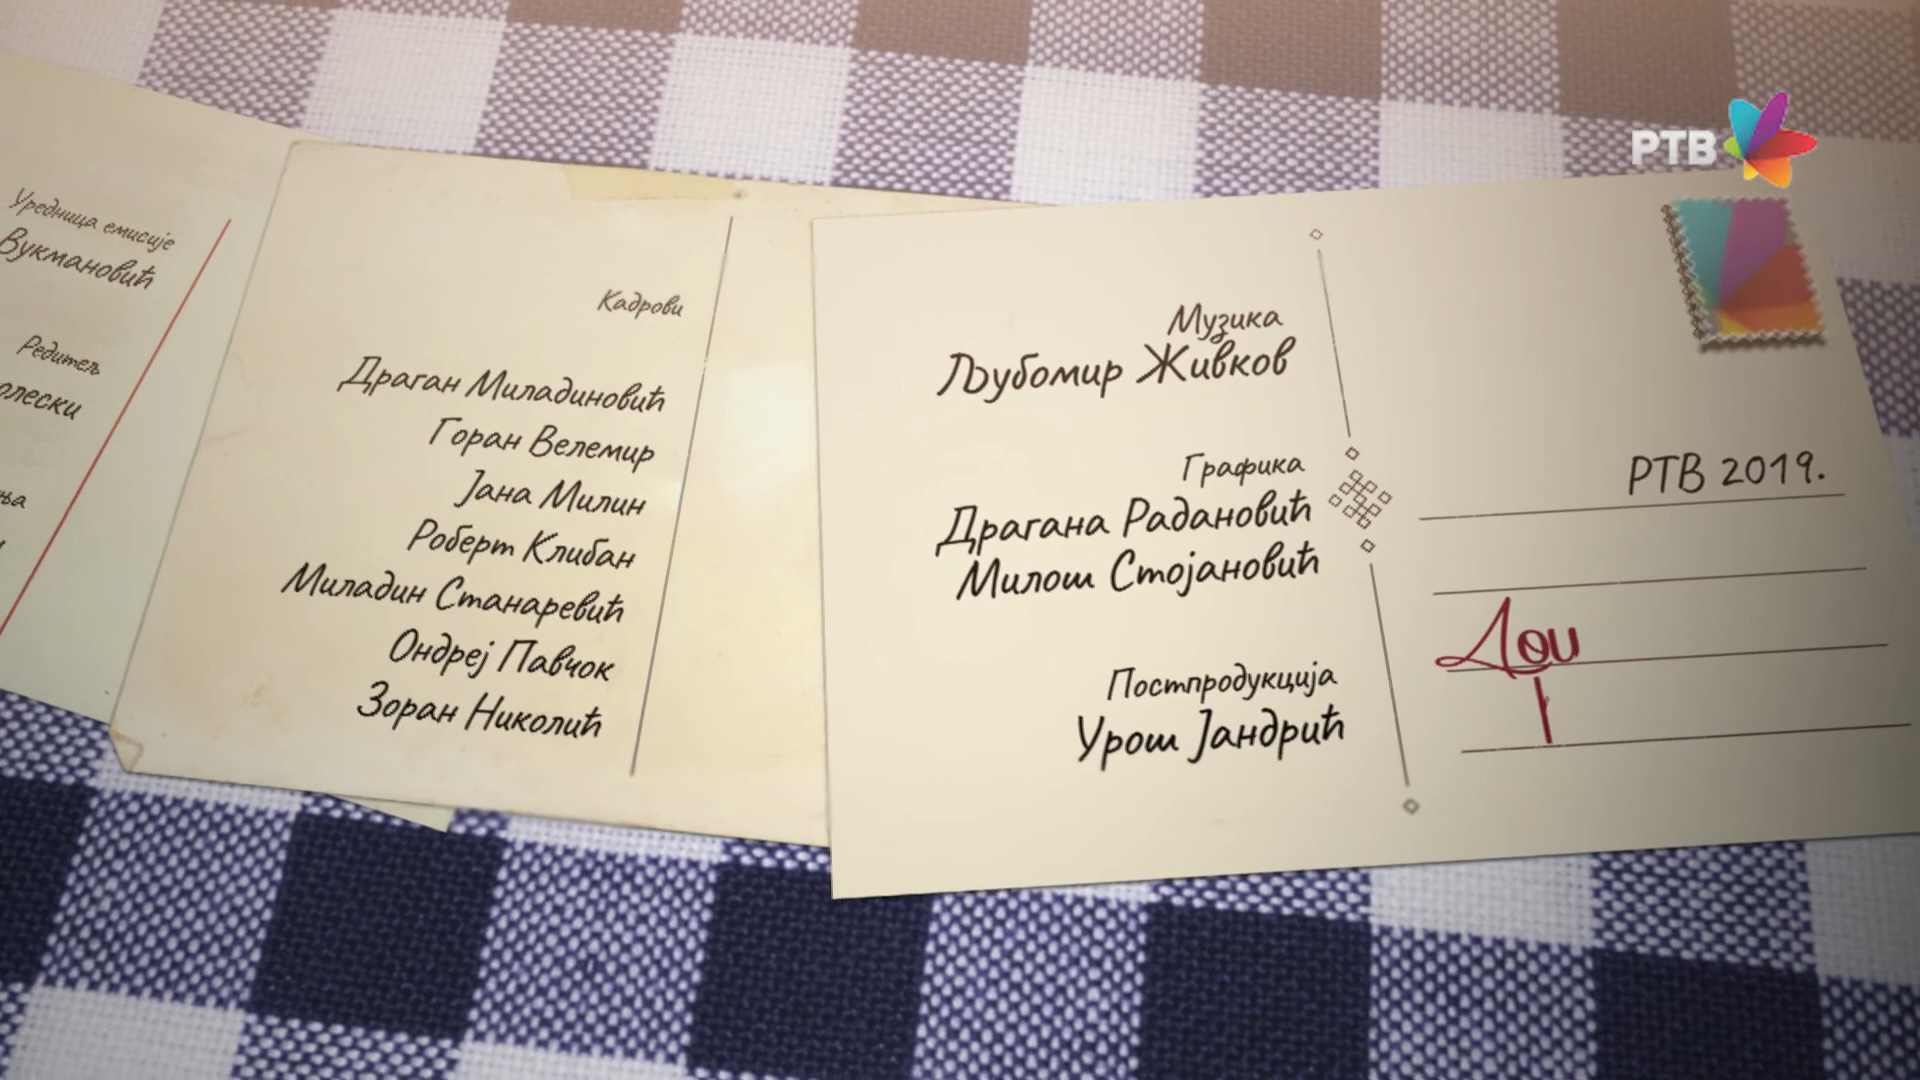 Уредница емисије
Вукмановић
Редитељ
Кадрови
Драган Миладиновић
Горан Велемир
Јана Милин
Роберт Клибан
Миладин Станаревић
Ондреј Павчок
Зоран Николић
Музика
Љубомир Живков
Графика
Драгана Радановић
Милош Стојановић
Постпродукција
Урош Јандрић
РТВ
РТВ 2019.